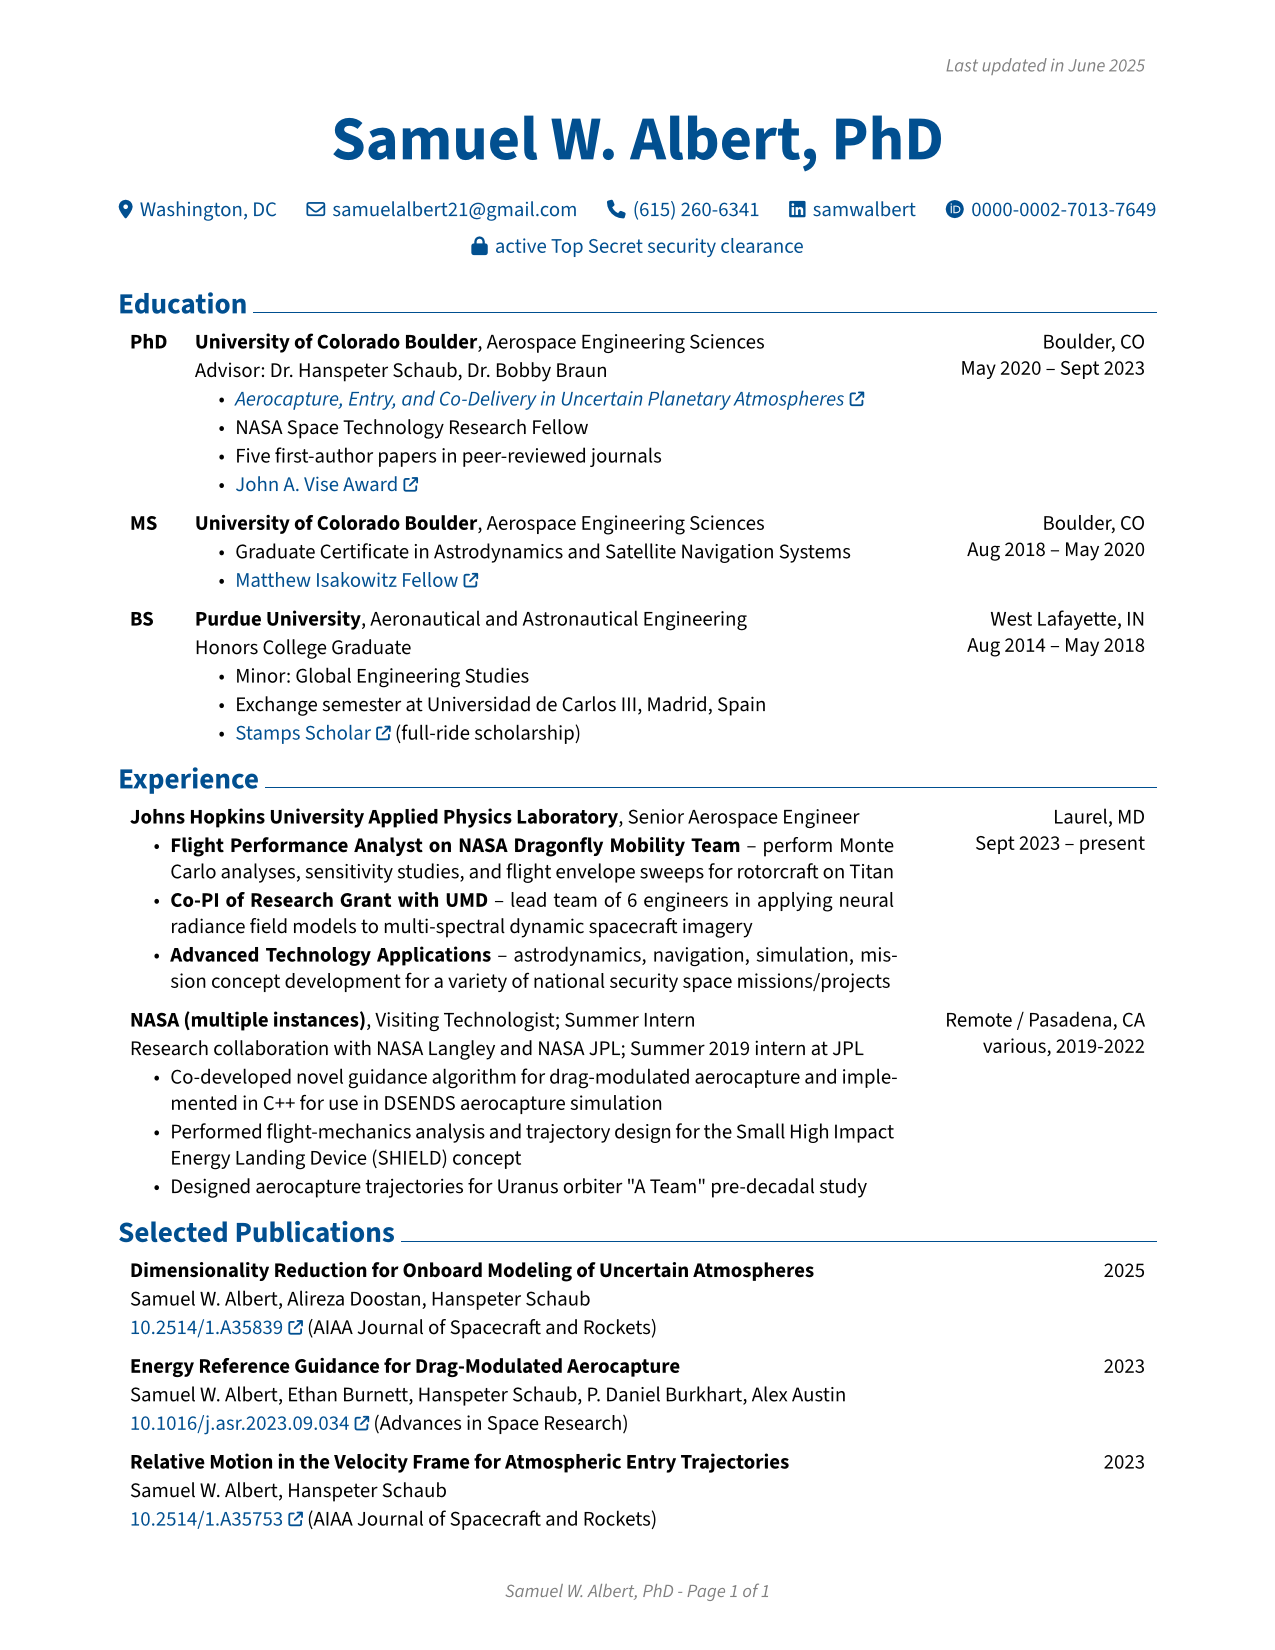 Last updated in June 2025
Samuel W. Albert, PhD
Washington, DC samuelalbert21@gmail.com (615) 260-6341 samwalbert 0000-0002-7013-7649
active Top Secret security clearance
Education
PhD University of Colorado Boulder, Aerospace Engineering Sciences Boulder, CO
Advisor: Dr. Hanspeter Schaub, Dr. Bobby Braun May 2020 – Sept 2023
• Aerocapture, Entry, and Co-Delivery in Uncertain Planetary Atmospheres
• NASA Space Technology Research Fellow
• Five first-author papers in peer-reviewed journals
• John A. Vise Award
MS University of Colorado Boulder, Aerospace Engineering Sciences Boulder, CO
• Graduate Certificate in Astrodynamics and Satellite Navigation Systems Aug 2018 – May 2020
• Matthew Isakowitz Fellow
BS Purdue University, Aeronautical and Astronautical Engineering West Lafayette, IN
Honors College Graduate Aug 2014 – May 2018
• Minor: Global Engineering Studies
• Exchange semester at Universidad de Carlos III, Madrid, Spain
• Stamps Scholar (full-ride scholarship)
Experience
Johns Hopkins University Applied Physics Laboratory, Senior Aerospace Engineer Laurel, MD
• Flight Performance Analyst on NASA Dragonfly Mobility Team – perform Monte Sept 2023 – present
Carlo analyses, sensitivity studies, and flight envelope sweeps for rotorcraft on Titan
• Co-PI of Research Grant with UMD – lead team of 6 engineers in applying neural
radiance field models to multi-spectral dynamic spacecraft imagery
• Advanced Technology Applications – astrodynamics, navigation, simulation, mis-
sion concept development for a variety of national security space missions/projects
NASA (multiple instances), Visiting Technologist; Summer Intern Remote / Pasadena, CA
Research collaboration with NASA Langley and NASA JPL; Summer 2019 intern at JPL various, 2019-2022
• Co-developed novel guidance algorithm for drag-modulated aerocapture and imple-
mented in C++ for use in DSENDS aerocapture simulation
• Performed flight-mechanics analysis and trajectory design for the Small High Impact
Energy Landing Device (SHIELD) concept
• Designed aerocapture trajectories for Uranus orbiter "A Team" pre-decadal study
Selected Publications
Dimensionality Reduction for Onboard Modeling of Uncertain Atmospheres 2025
Samuel W. Albert, Alireza Doostan, Hanspeter Schaub
10.2514/1.A35839 (AIAA Journal of Spacecraft and Rockets)
Energy Reference Guidance for Drag-Modulated Aerocapture 2023
Samuel W. Albert, Ethan Burnett, Hanspeter Schaub, P. Daniel Burkhart, Alex Austin
10.1016/j.asr.2023.09.034 (Advances in Space Research)
Relative Motion in the Velocity Frame for Atmospheric Entry Trajectories 2023
Samuel W. Albert, Hanspeter Schaub
10.2514/1.A35753 (AIAA Journal of Spacecraft and Rockets)
Samuel W. Albert, PhD - Page 1 of 1